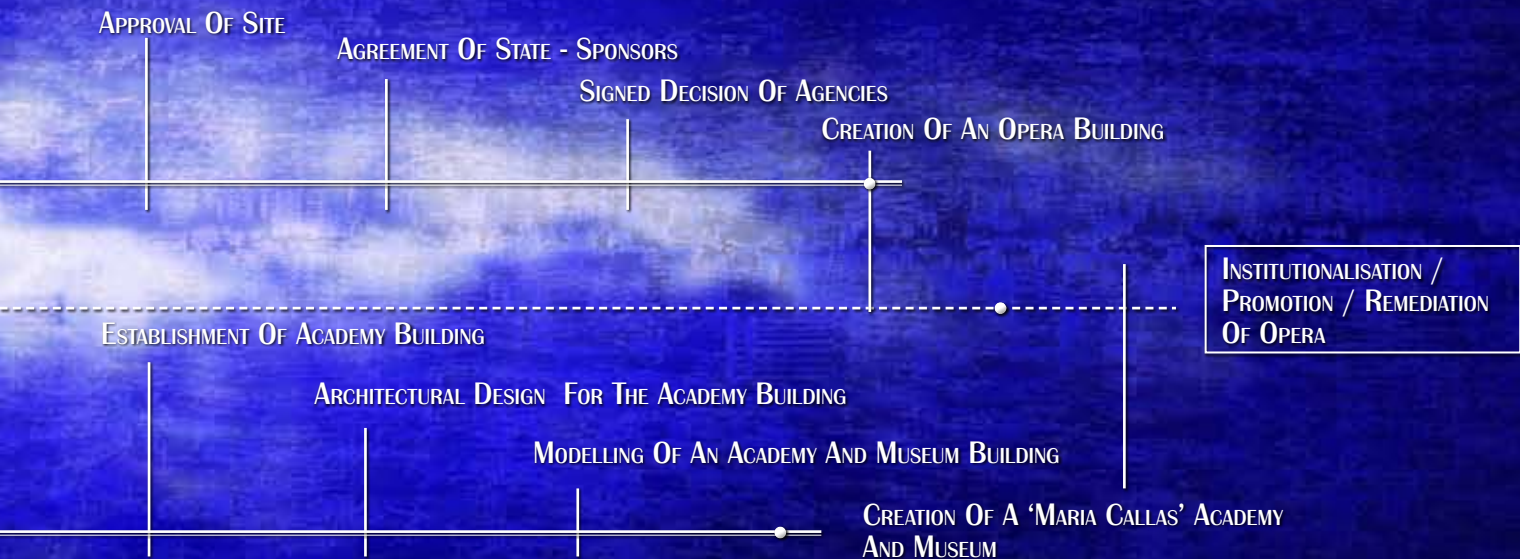 Approval Of Site
Agreement Of State - Sponsors
Signed Decision Of Agencies
Creation Of An Opera Building
Institutionalisation /
Promotion / Remediation
Of Opera
Establishment Of Academy Building
Architectural Design For The Academy Building
Modelling Of An Academy And Museum Building
Creation Of A ‘Maria Callas’ Academy
And Museum